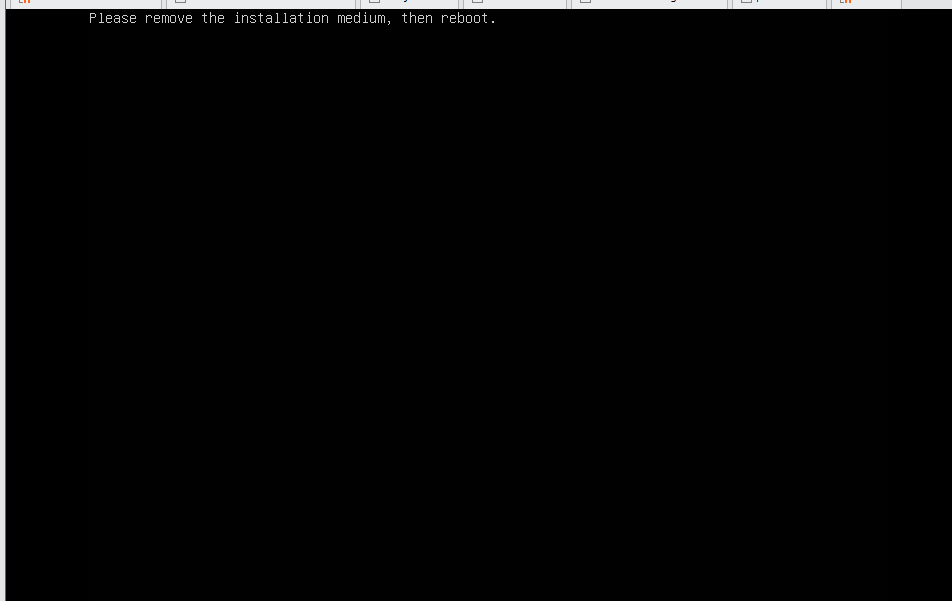 Please remove the installation medium, then reboot.